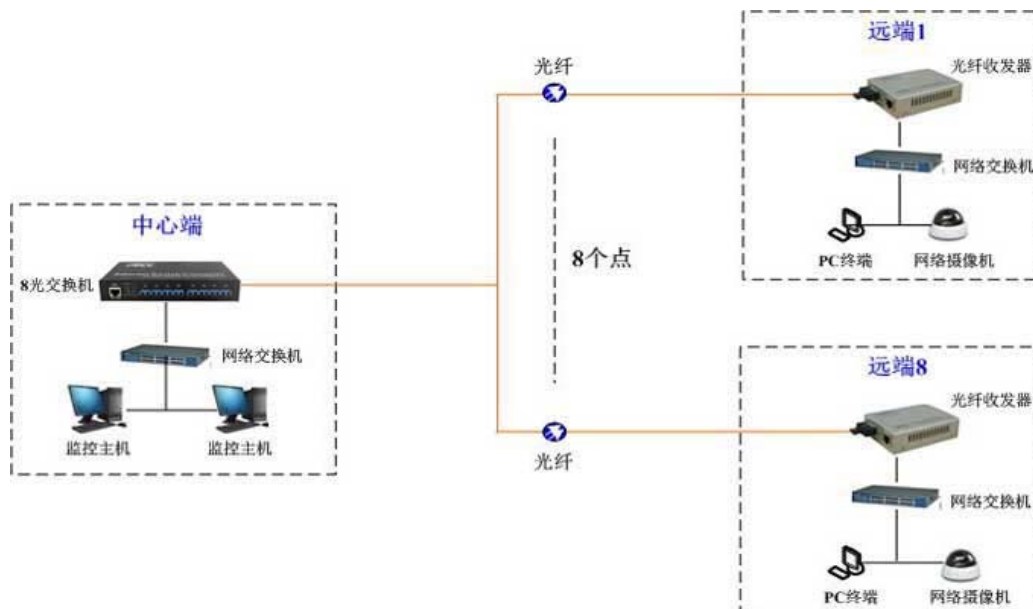 远端1
光纤收发器
光纤
网络交换机
PC终端
网络摄像机
中心端
8光交换机
网络交换机
监控主机
监控主机
8个点
远端8
光纤收发器
光纤
网络交换机
PC终端
网络摄像机